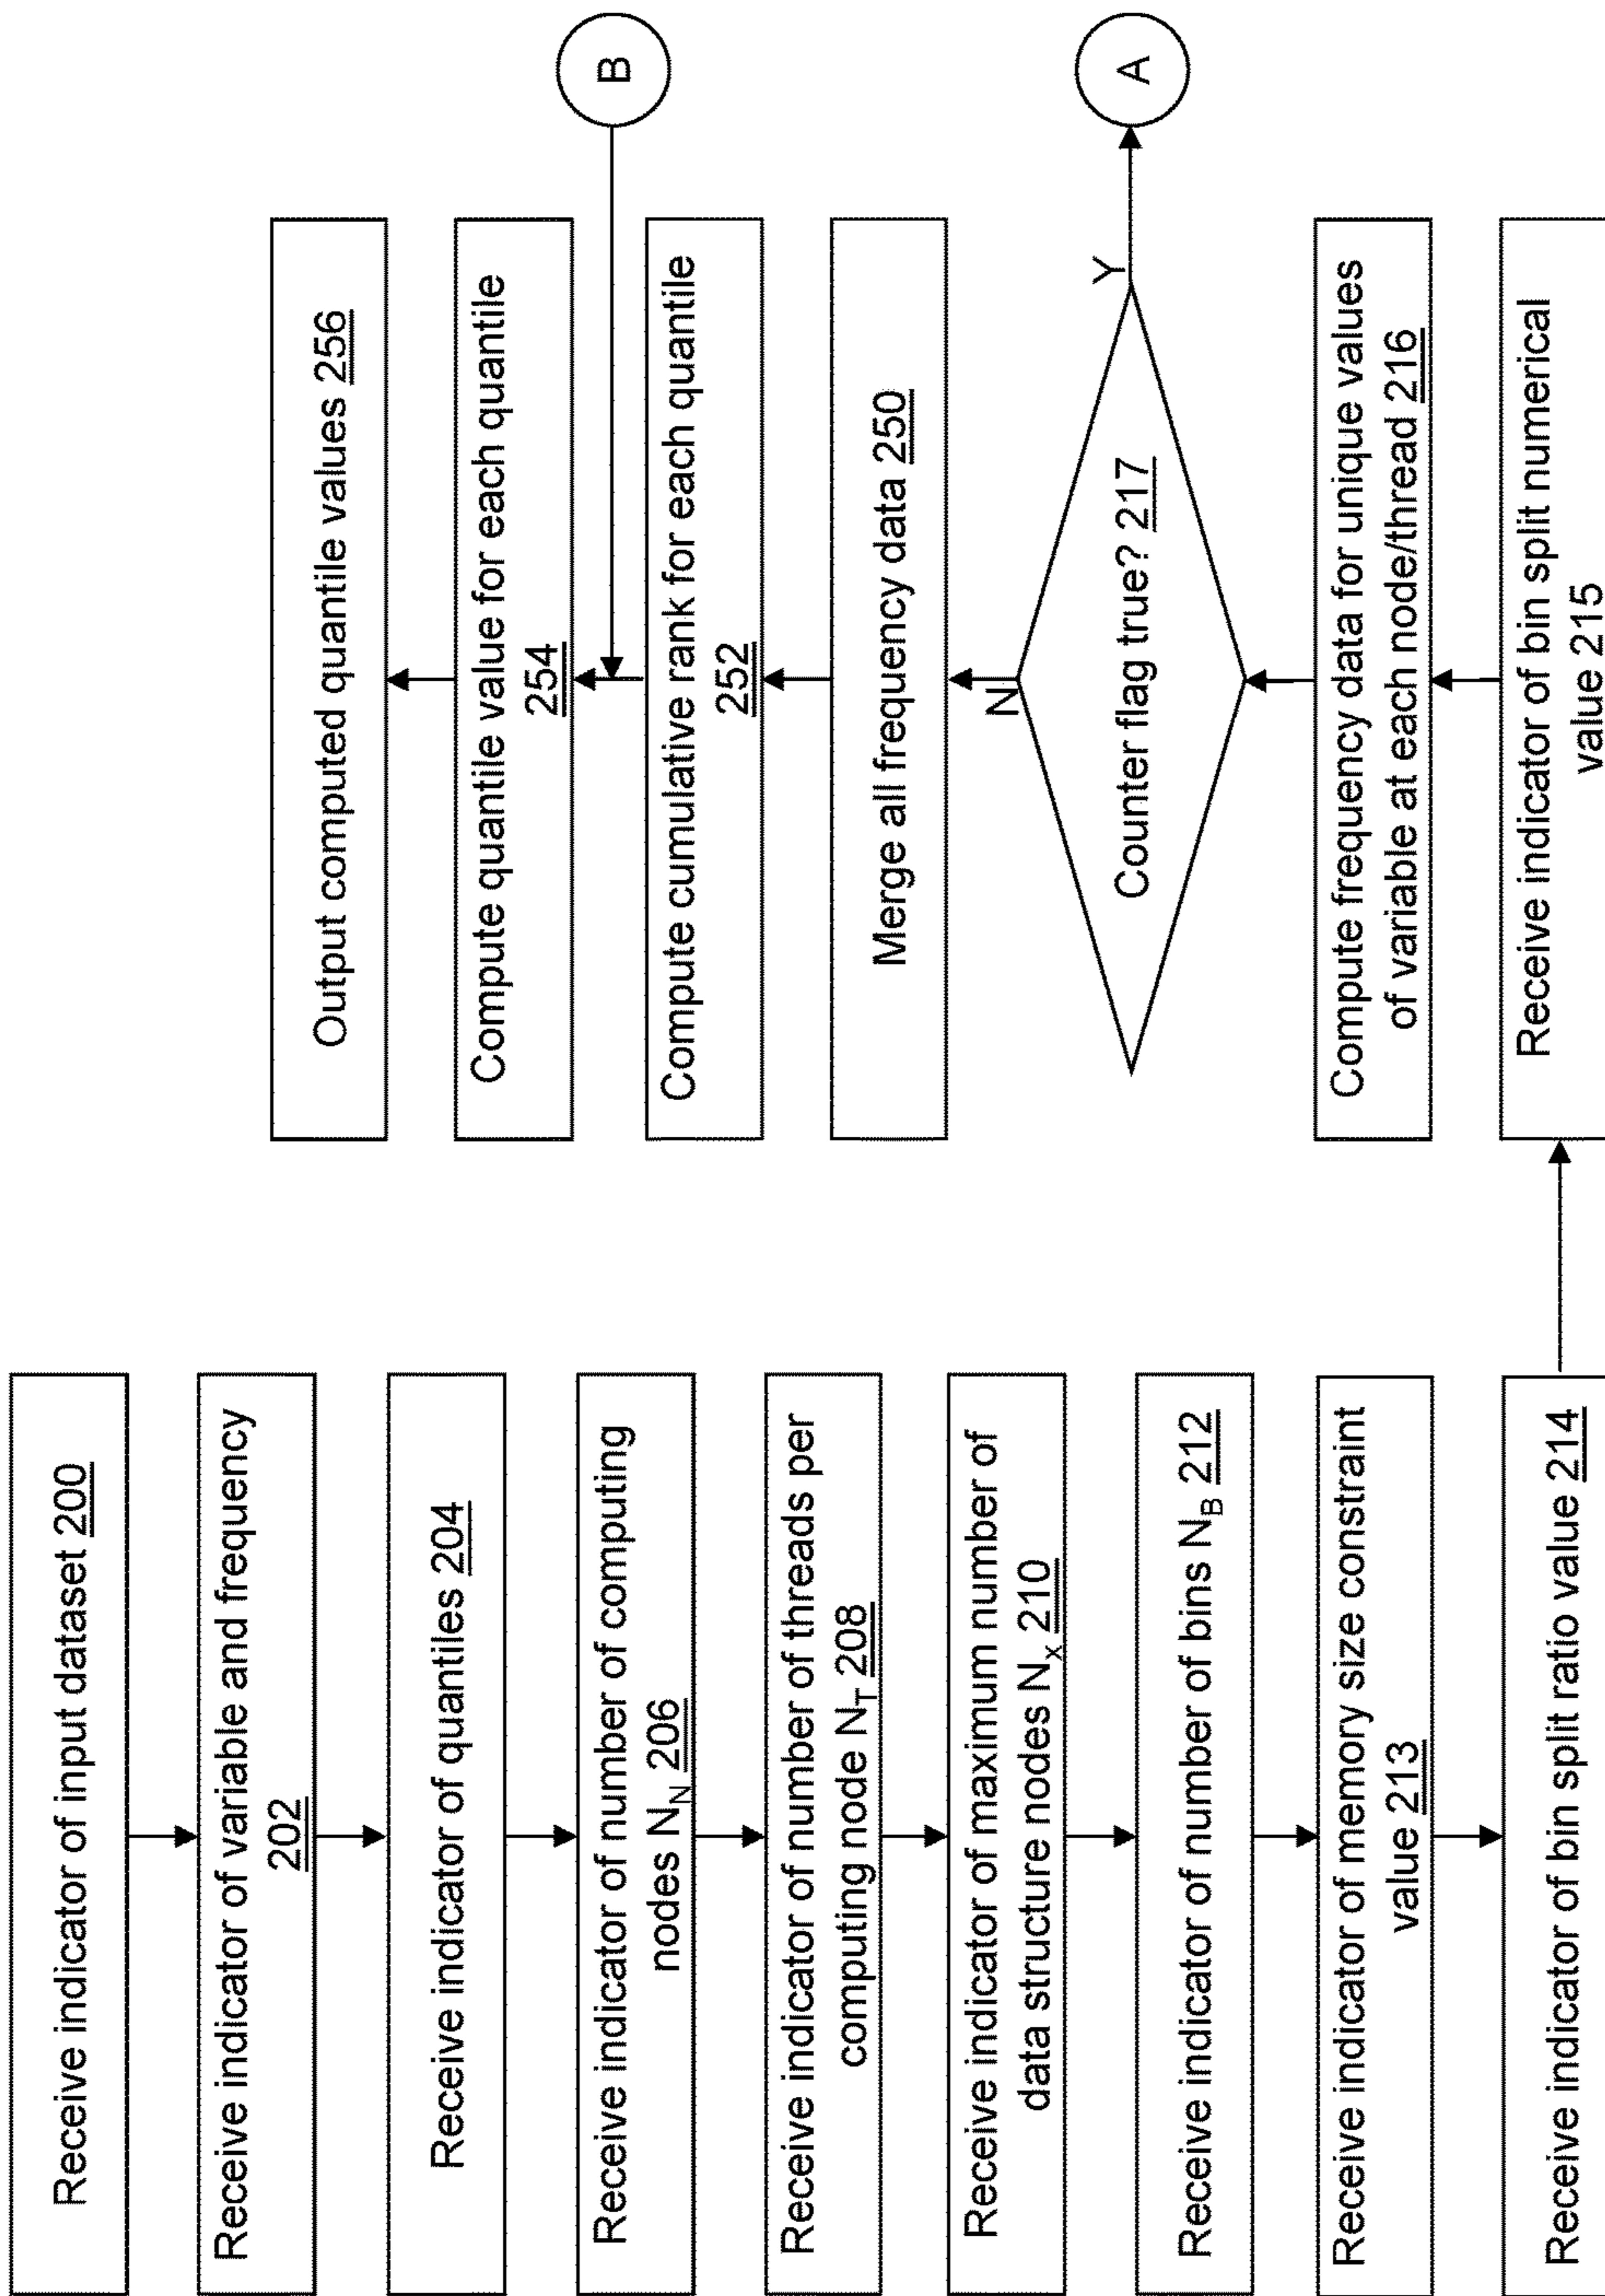 Receive indicator of input dataset 200
Receive indicator of variable and frequency
202
Receive indicator of quantiles 204
Receive indicator of number of computing
nodes N_N 206
Receive indicator of number of threads per
computing node N_T 208
Receive indicator of maximum number of
data structure nodes N_x 210
Receive indicator of number of bins N_B 212
Receive indicator of memory size constraint
value 213
Receive indicator of bin split ratio value 214
Receive indicator of bin split numerical
value 215
Compute frequency data for unique values
of variable at each node/thread 216
Counter flag true? 217
Y
A
N
Merge all frequency data 250
Compute cumulative rank for each quantile
252
B
Compute quantile value for each quantile
254
Output computed quantile values 256